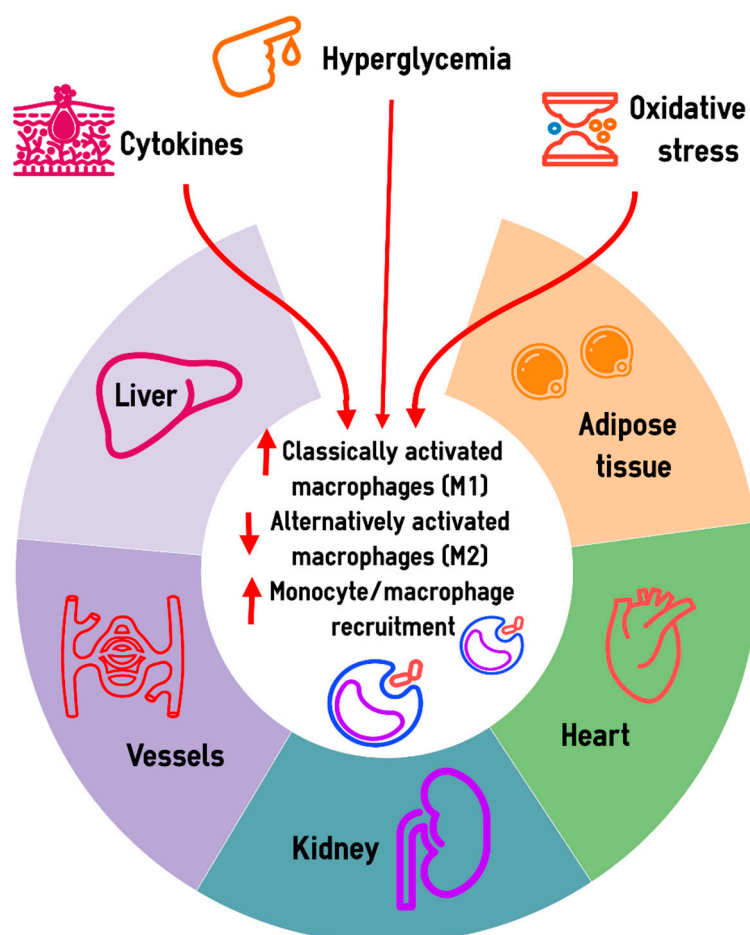 Hyperglycemia
Cytokines
Oxidative
stress
Liver
Adipose
tissue
Classically activated
macrophages (M1)
Alternatively activated
macrophages (M2)
Monocyte/macrophage
recruitment
Vessels
Heart
Kidney